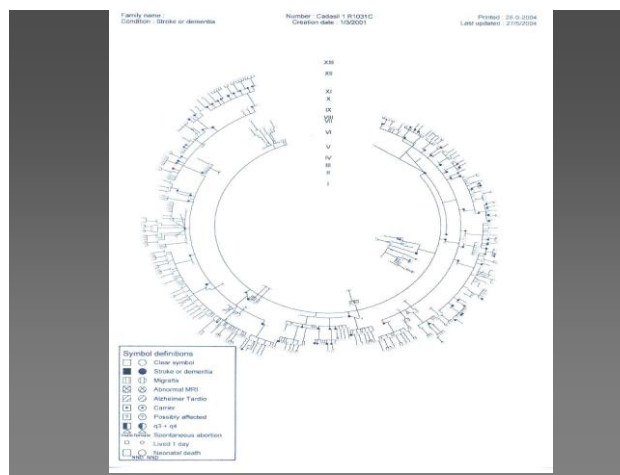 Family name :
Condition : Stroke or dementia
Number : Cadasil 1 R1031C
Creation date : 1/3/2001
Printed : 28-9-2004
Last updated : 27/5/2004
XIII
XII
XI
X
IX
VIII
VII
VI
V
IV
III
II
I
Symbol definitions
Clear symbol
Stroke or dementia
Migraña
Abnormal MRI
Alzheimer Tardio
Carrier
Possibly affected
q3 + q4
Spontaneous abortion
Lived 1 day
Neonatal death
NND NND